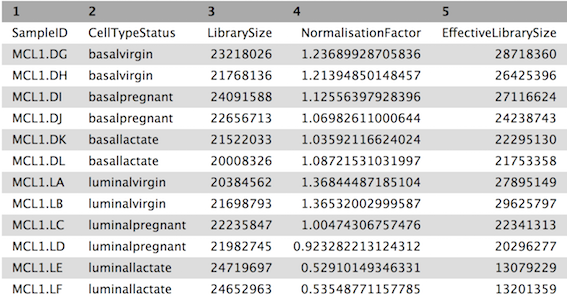 1 2 3 4 5
SampleID CellTypeStatus LibrarySize NormalisationFactor EffectiveLibrarySize
MCL1.DG basalvirgin 23218026 1.23689928705836 28718360
MCL1.DH basalvirgin 21768136 1.21394850148457 26425396
MCL1.DI basalpregnant 24091588 1.12556397928396 27116624
MCL1.DJ basalpregnant 22656713 1.06982611000644 24238743
MCL1.DK basallactate 21522033 1.03592116624024 22295130
MCL1.DL basallactate 20008326 1.08721531031997 21753358
MCL1.LA luminalvirgin 20384562 1.36844487185104 27895149
MCL1.LB luminalvirgin 21698793 1.36532002999587 29625797
MCL1.LC luminalpregnant 22235847 1.00474306757476 22341313
MCL1.LD luminalpregnant 21982745 0.923282213124312 20296277
MCL1.LE luminallactate 24719697 0.52910149346331 13079229
MCL1.LF luminallactate 24652963 0.53548771157785 13201359